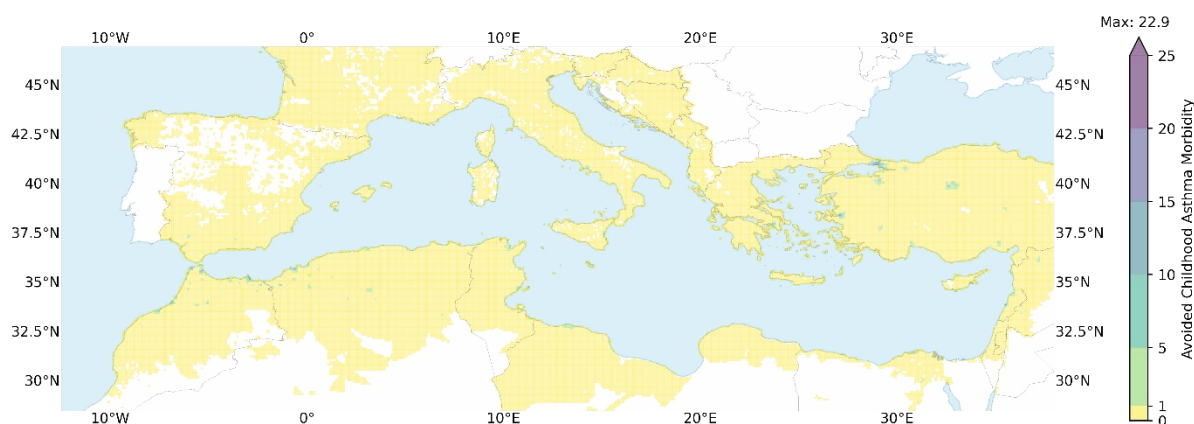 Max: 22.9
10°W 0° 10°E 20°E 30°E
45°N 45°N 25
42.5°N 42.5°N 20
40°N 40°N 15
37.5°N 37.5°N
35°N 35°N 10
32.5°N 32.5°N 5
30°N 30°N 1
0
10°W 0° 10°E 20°E 30°E
Avoided Childhood Asthma Morbidity